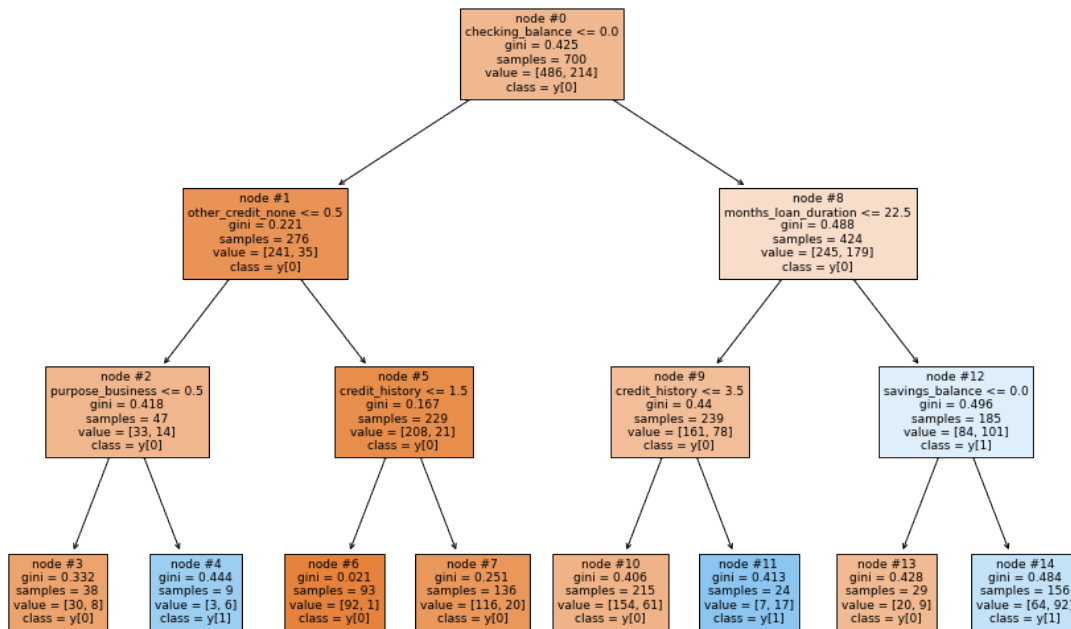 node #0
checking_balance <= 0.0
gini = 0.425
samples = 700
value = [486, 214]
class = y[0]
node #1
other_credit_none <= 0.5
gini = 0.221
samples = 276
value = [241, 35]
class = y[0]
node #8
months_loan_duration <= 22.5
gini = 0.488
samples = 424
value = [245, 179]
class = y[0]
node #2
purpose_business <= 0.5
gini = 0.418
samples = 47
value = [33, 14]
class = y[0]
node #5
credit_history <= 1.5
gini = 0.167
samples = 229
value = [208, 21]
class = y[0]
node #9
credit_history <= 3.5
gini = 0.44
samples = 239
value = [161, 78]
class = y[0]
node #12
savings_balance <= 0.0
gini = 0.496
samples = 185
value = [84, 101]
class = y[1]
node #3
gini = 0.332
samples = 38
value = [30, 8]
class = y[0]
node #4
gini = 0.444
samples = 9
value = [3, 6]
class = y[1]
node #6
gini = 0.021
samples = 93
value = [92, 1]
class = y[0]
node #7
gini = 0.251
samples = 136
value = [116, 20]
class = y[0]
node #10
gini = 0.406
samples = 215
value = [154, 61]
class = y[0]
node #11
gini = 0.413
samples = 24
value = [7, 17]
class = y[1]
node #13
gini = 0.428
samples = 29
value = [20, 9]
class = y[0]
node #14
gini = 0.484
samples = 156
value = [64, 92]
class = y[1]